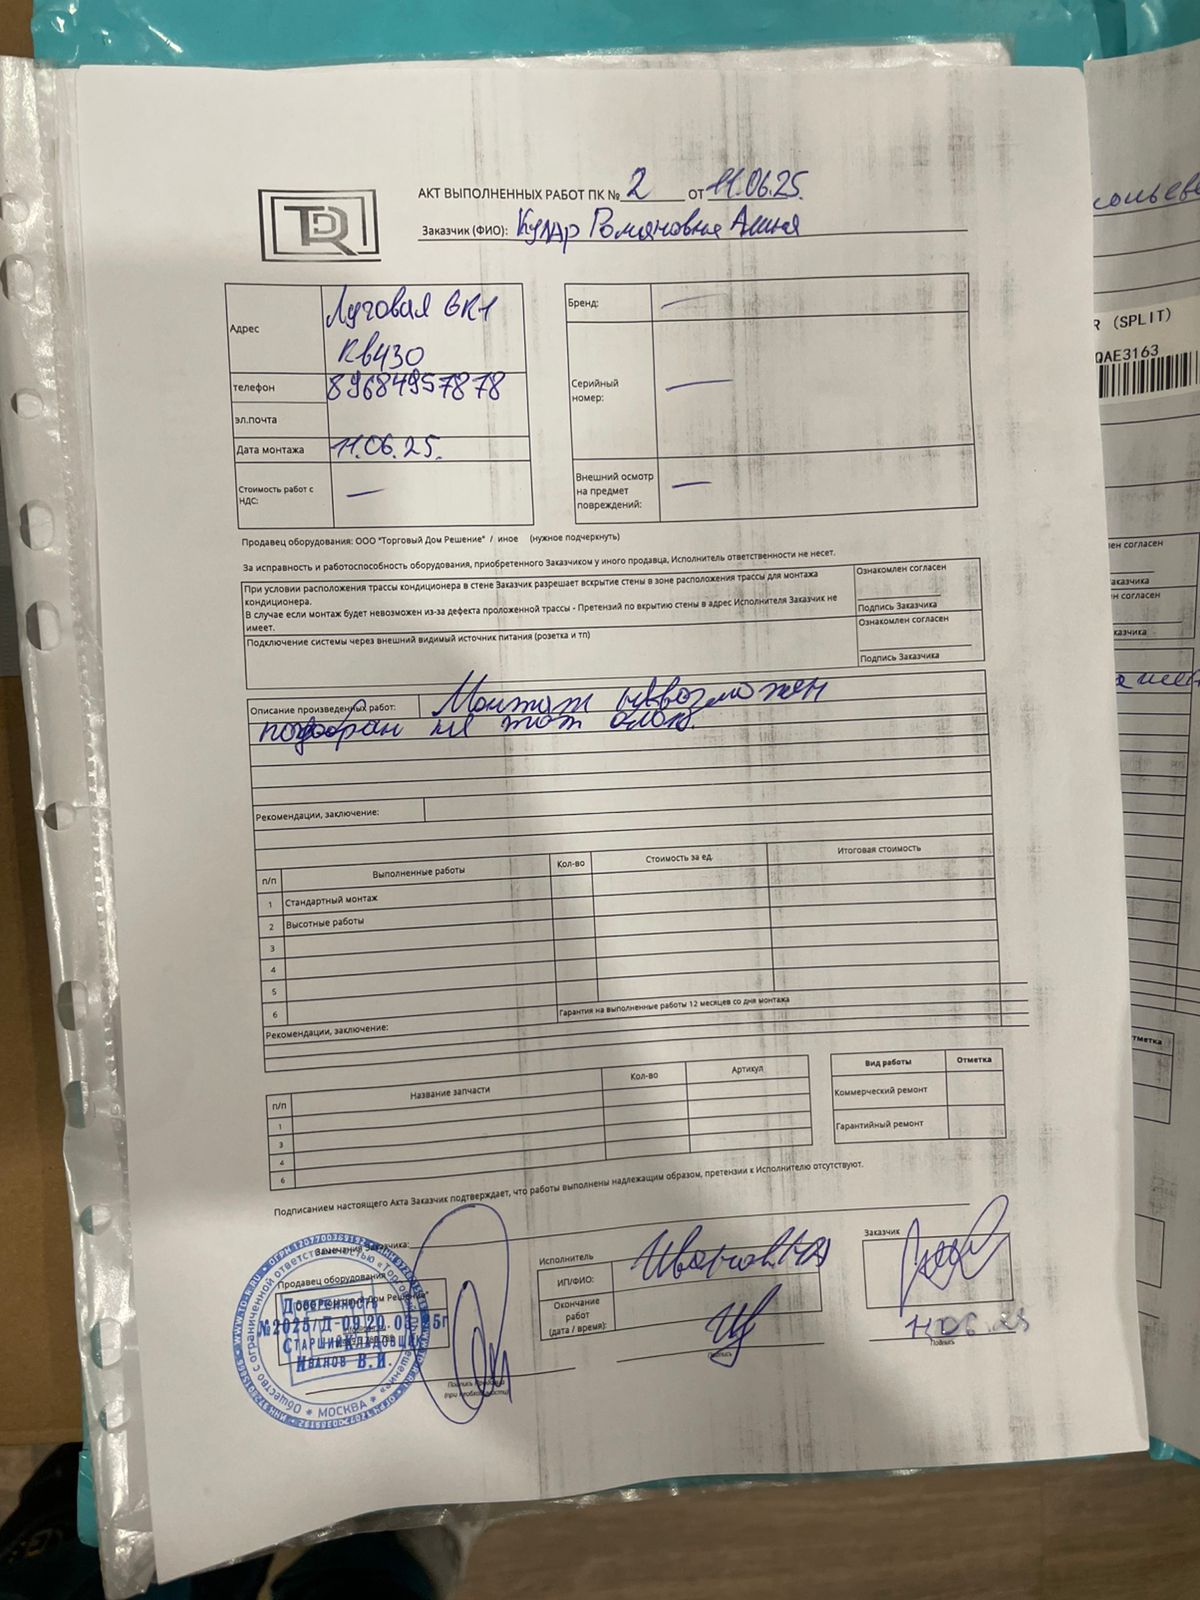 TDR
АКТ ВЫПОЛНЕННЫХ РАБОТ ПК № 2 от 11.06.25.
Заказчик (ФИО): Кулар Романовна Алина
Адрес Луговая 6к1
кв430
телефон 89684957878
эл.почта
Дата монтажа 11.06.25.
Стоимость работ с НДС: —
Бренд: —
Серийный
номер: —
Внешний осмотр
на предмет
повреждений: —
R (SPLIT)
QAE3163
Продавец оборудования: ООО "Торговый Дом Решение" / иное (нужное подчеркнуть)
За исправность и работоспособность оборудования, приобретенного Заказчиком у иного продавца, Исполнитель ответственности не несет.
При условии расположения трассы кондиционера в стене Заказчик разрешает вскрытие стены в зоне расположения трассы для монтажа
кондиционера.
В случае если монтаж будет невозможен из-за дефекта проложенной трассы - Претензий по вкрытию стены в адрес Исполнителя Заказчик не
имеет.
Ознакомлен согласен
Подпись Заказчика
Подключение системы через внешний видимый источник питания (розетка и тп)
Ознакомлен согласен
Подпись Заказчика
Описание произведенных работ: Монтаж невозможен
подобран не тот блок.
Рекомендации, заключение:
п/п Выполненные работы Кол-во Стоимость за ед. Итоговая стоимость
1 Стандартный монтаж
2 Высотные работы
3
4
5
6 Гарантия на выполненные работы 12 месяцев со дня монтажа
Рекомендации, заключение:
п/п Название запчасти Кол-во Артикул
1
3
4
6
Вид работы Отметка
Коммерческий ремонт
Гарантийный ремонт
Подписанием настоящего Акта Заказчик подтверждает, что работы выполнены надлежащим образом, претензии к Исполнителю отсутствуют.
Замечания Заказчика:
Продавец оборудования
Доверенность
Старший Кладовщик
Иванов В.И.
МОСКВА
Исполнитель
ИП/ФИО:
Окончание
работ
(дата / время):
Подпись
Заказчик
11.06.25
Подпись